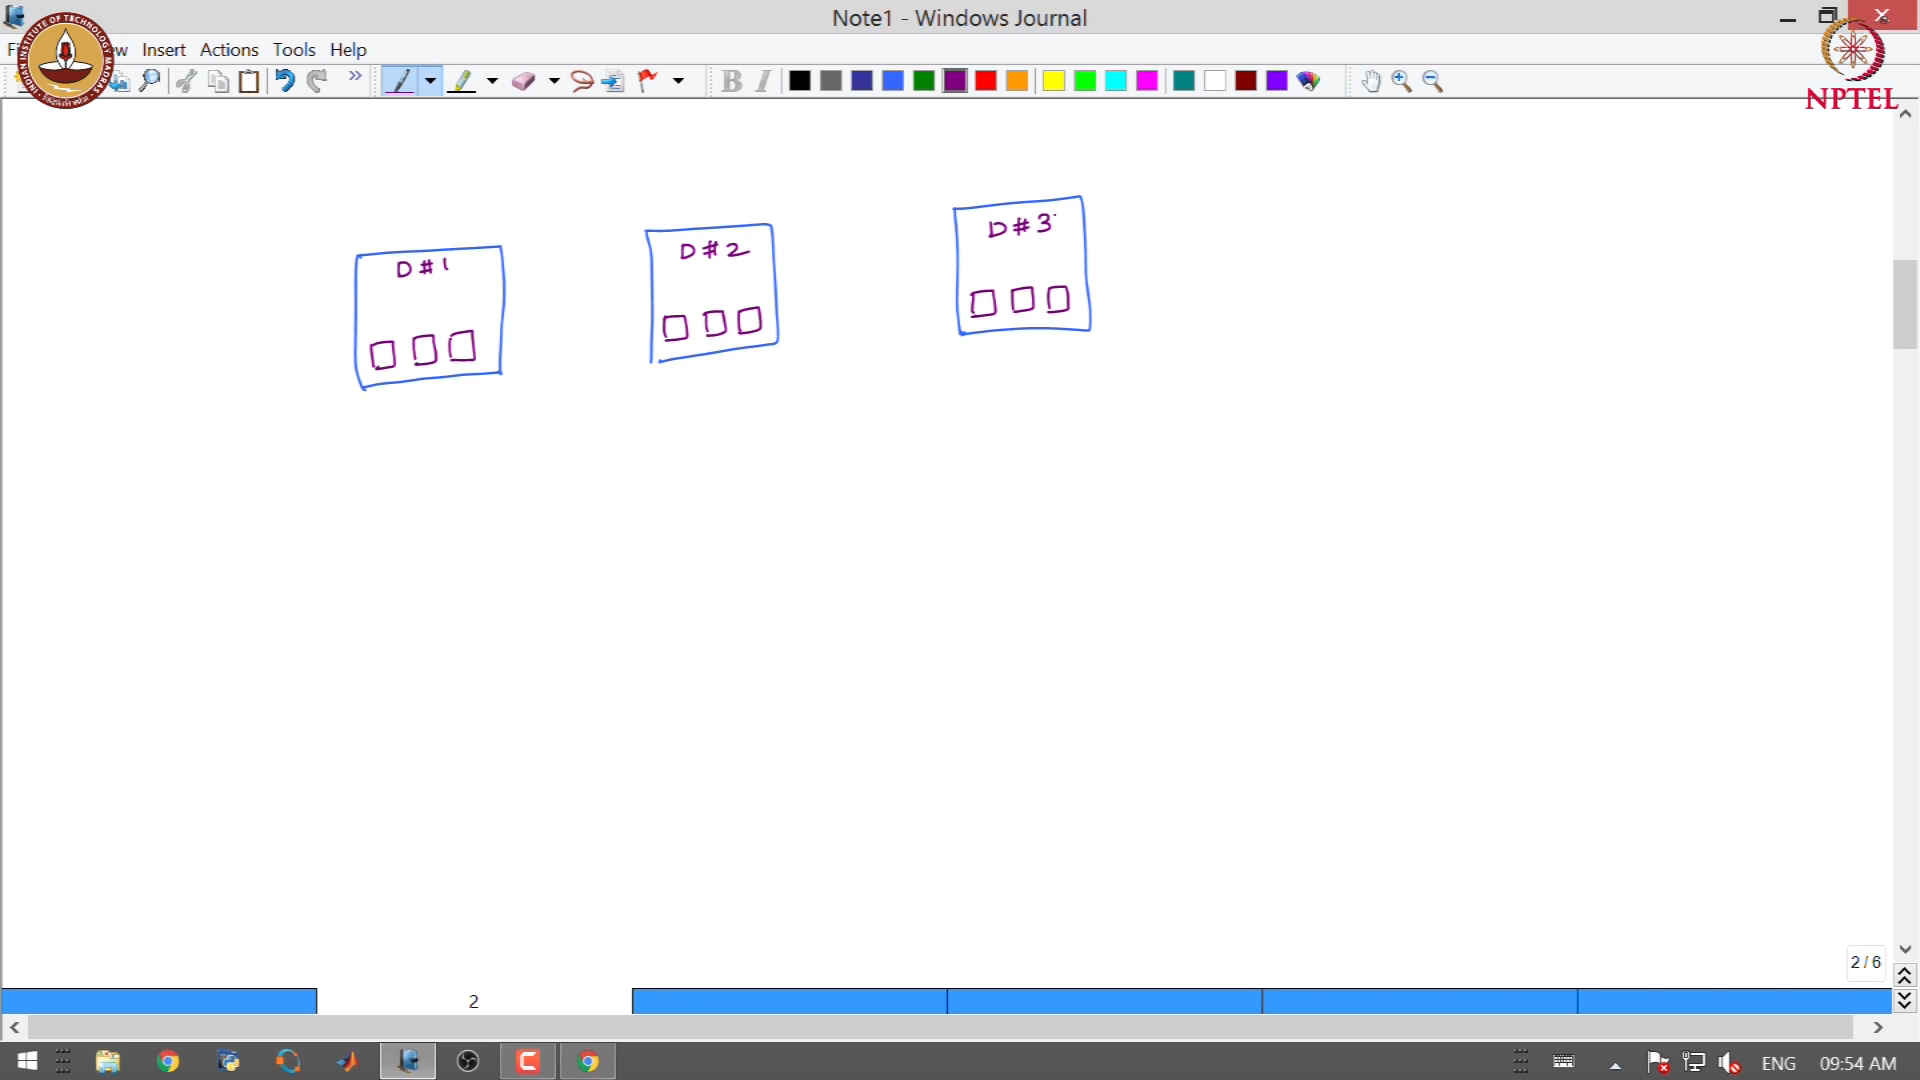 Note1 - Windows Journal
Insert Actions Tools Help
B I
NPTEL
D#1
D#2
D#3
2 / 6
2
ENG 09:54 AM